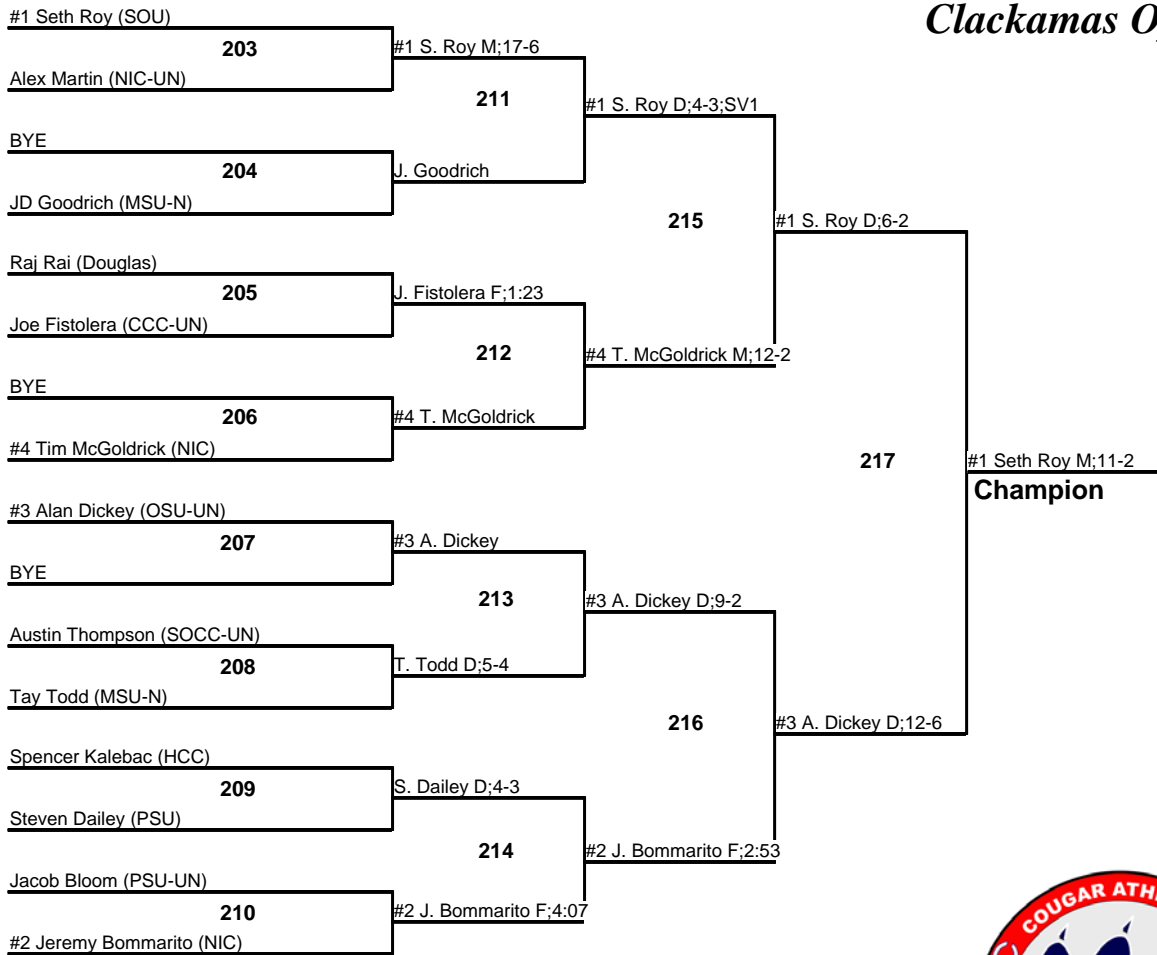 Clackamas O
#1 Seth Roy (SOU)
203
#1 S. Roy M;17-6
Alex Martin (NIC-UN)
211
#1 S. Roy D;4-3;SV1
BYE
204
J. Goodrich
JD Goodrich (MSU-N)
215
#1 S. Roy D;6-2
Raj Rai (Douglas)
205
J. Fistolera F;1:23
Joe Fistolera (CCC-UN)
212
#4 T. McGoldrick M;12-2
BYE
206
#4 T. McGoldrick
#4 Tim McGoldrick (NIC)
217
#1 Seth Roy M;11-2
Champion
#3 Alan Dickey (OSU-UN)
207
#3 A. Dickey
BYE
213
#3 A. Dickey D;9-2
Austin Thompson (SOCC-UN)
208
T. Todd D;5-4
Tay Todd (MSU-N)
216
#3 A. Dickey D;12-6
Spencer Kalebac (HCC)
209
S. Dailey D;4-3
Steven Dailey (PSU)
214
#2 J. Bommarito F;2:53
Jacob Bloom (PSU-UN)
210
#2 J. Bommarito F;4:07
#2 Jeremy Bommarito (NIC)
COUGAR ATH